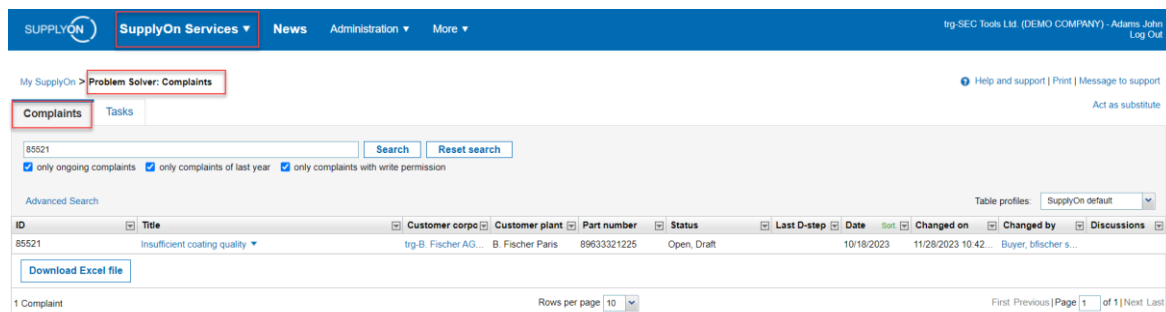 SUPPLYON SupplyOn Services ▼ News Administration ▼ More ▼ trg-SEC Tools Ltd. (DEMO COMPANY) - Adams John
Log Out
My SupplyOn > Problem Solver: Complaints Help and support | Print | Message to support
Complaints Tasks Act as substitute
85521 Search Reset search
only ongoing complaints only complaints of last year only complaints with write permission
Advanced Search Table profiles: SupplyOn default
ID Title Customer corpo Customer plant Part number Status Last D-step Date Sort. Changed on Changed by Discussions
85521 Insufficient coating quality ▼ trg-B. Fischer AG... B. Fischer Paris 89633321225 Open, Draft 10/18/2023 11/28/2023 10:42... Buyer, bfischer s...
Download Excel file
1 Complaint Rows per page 10 First Previous | Page 1 of 1 | Next Last